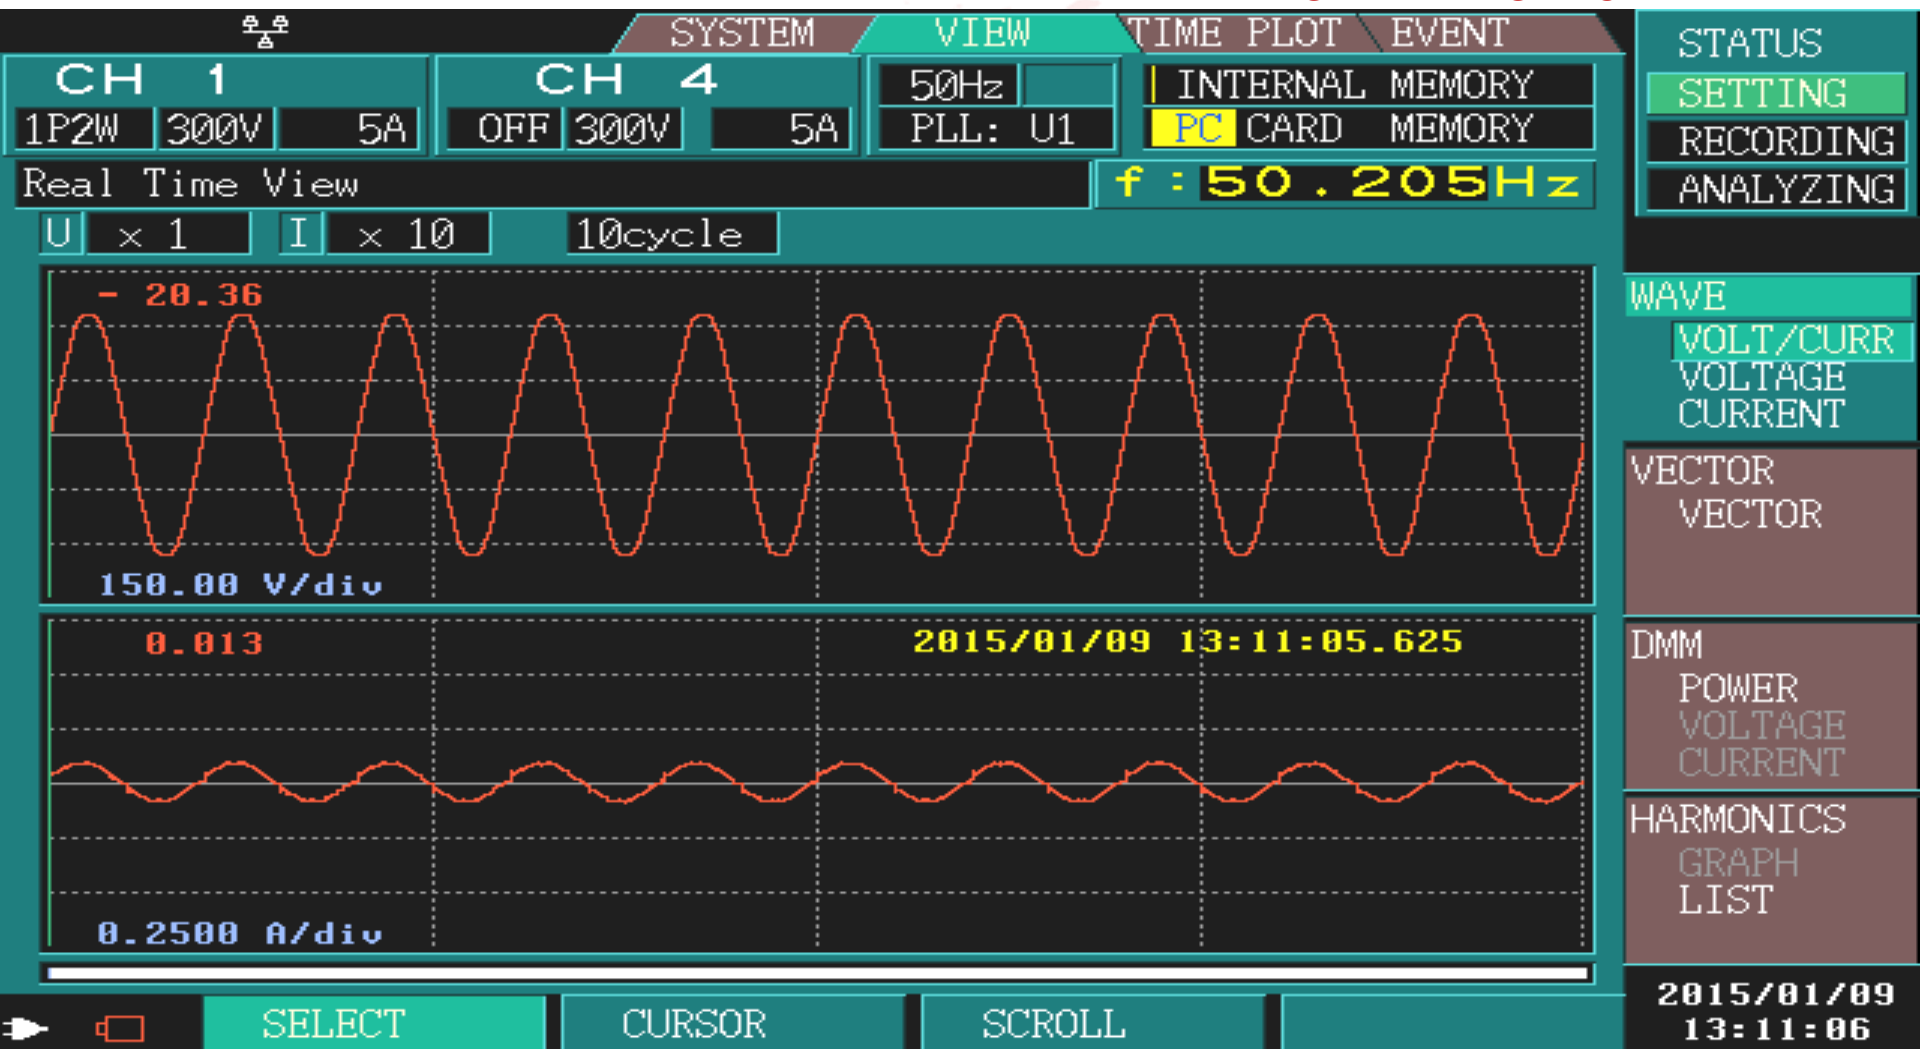 SYSTEM VIEW TIME PLOT EVENT
CH 1 CH 4 50Hz INTERNAL MEMORY
1P2W 300V 5A OFF 300V 5A PLL: U1 PC CARD MEMORY
Real Time View f:50.205Hz
U × 1 I × 10 10cycle
- 20.36
150.00 V/div
0.013 2015/01/09 13:11:05.625
0.2500 A/div
SELECT CURSOR SCROLL
STATUS
SETTING
RECORDING
ANALYZING
WAVE
VOLT/CURR
VOLTAGE
CURRENT
VECTOR
VECTOR
DMM
POWER
VOLTAGE
CURRENT
HARMONICS
GRAPH
LIST
2015/01/09
13:11:06